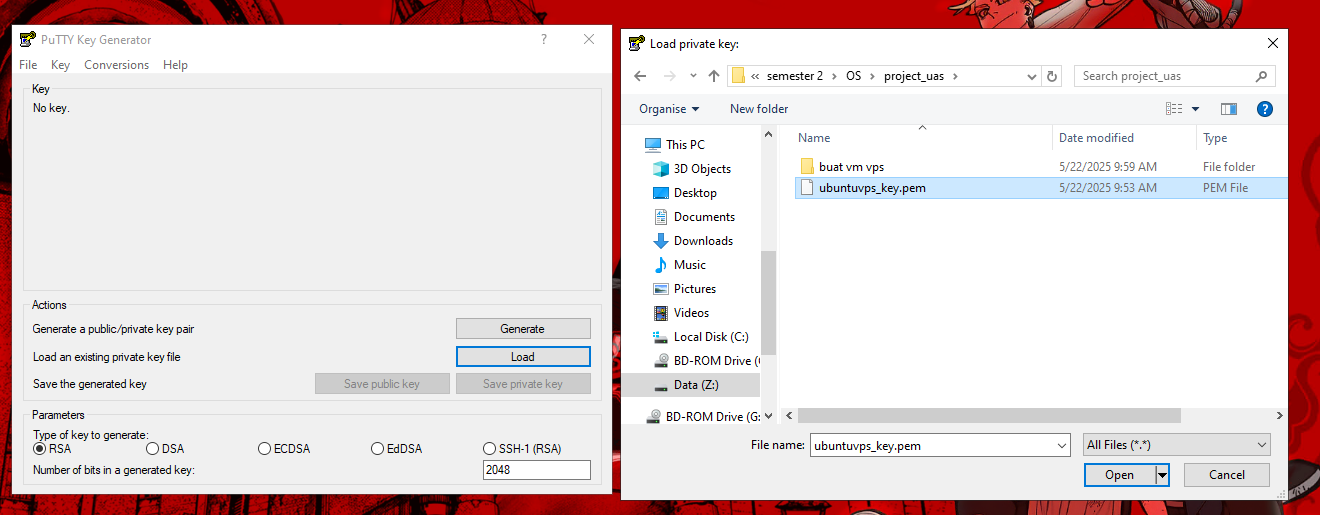 PuTTY Key Generator
?
File Key Conversions Help
Key
No key.
Actions
Generate a public/private key pair
Generate
Load an existing private key file
Load
Save the generated key
Save public key
Save private key
Parameters
Type of key to generate:
RSA DSA ECDSA EdDSA SSH-1 (RSA)
Number of bits in a generated key:
2048
Load private key:
« semester 2 > OS > project_uas >
Search project_uas
Organise New folder
?
This PC
3D Objects
Desktop
Documents
Downloads
Music
Pictures
Videos
Local Disk (C:)
BD-ROM Drive (
Data (Z:)
BD-ROM Drive (G:
Name Date modified Type
buat vm vps 5/22/2025 9:59 AM File folder
ubuntuvps_key.pem 5/22/2025 9:53 AM PEM File
File name: ubuntuvps_key.pem All Files (*.*)
Open Cancel